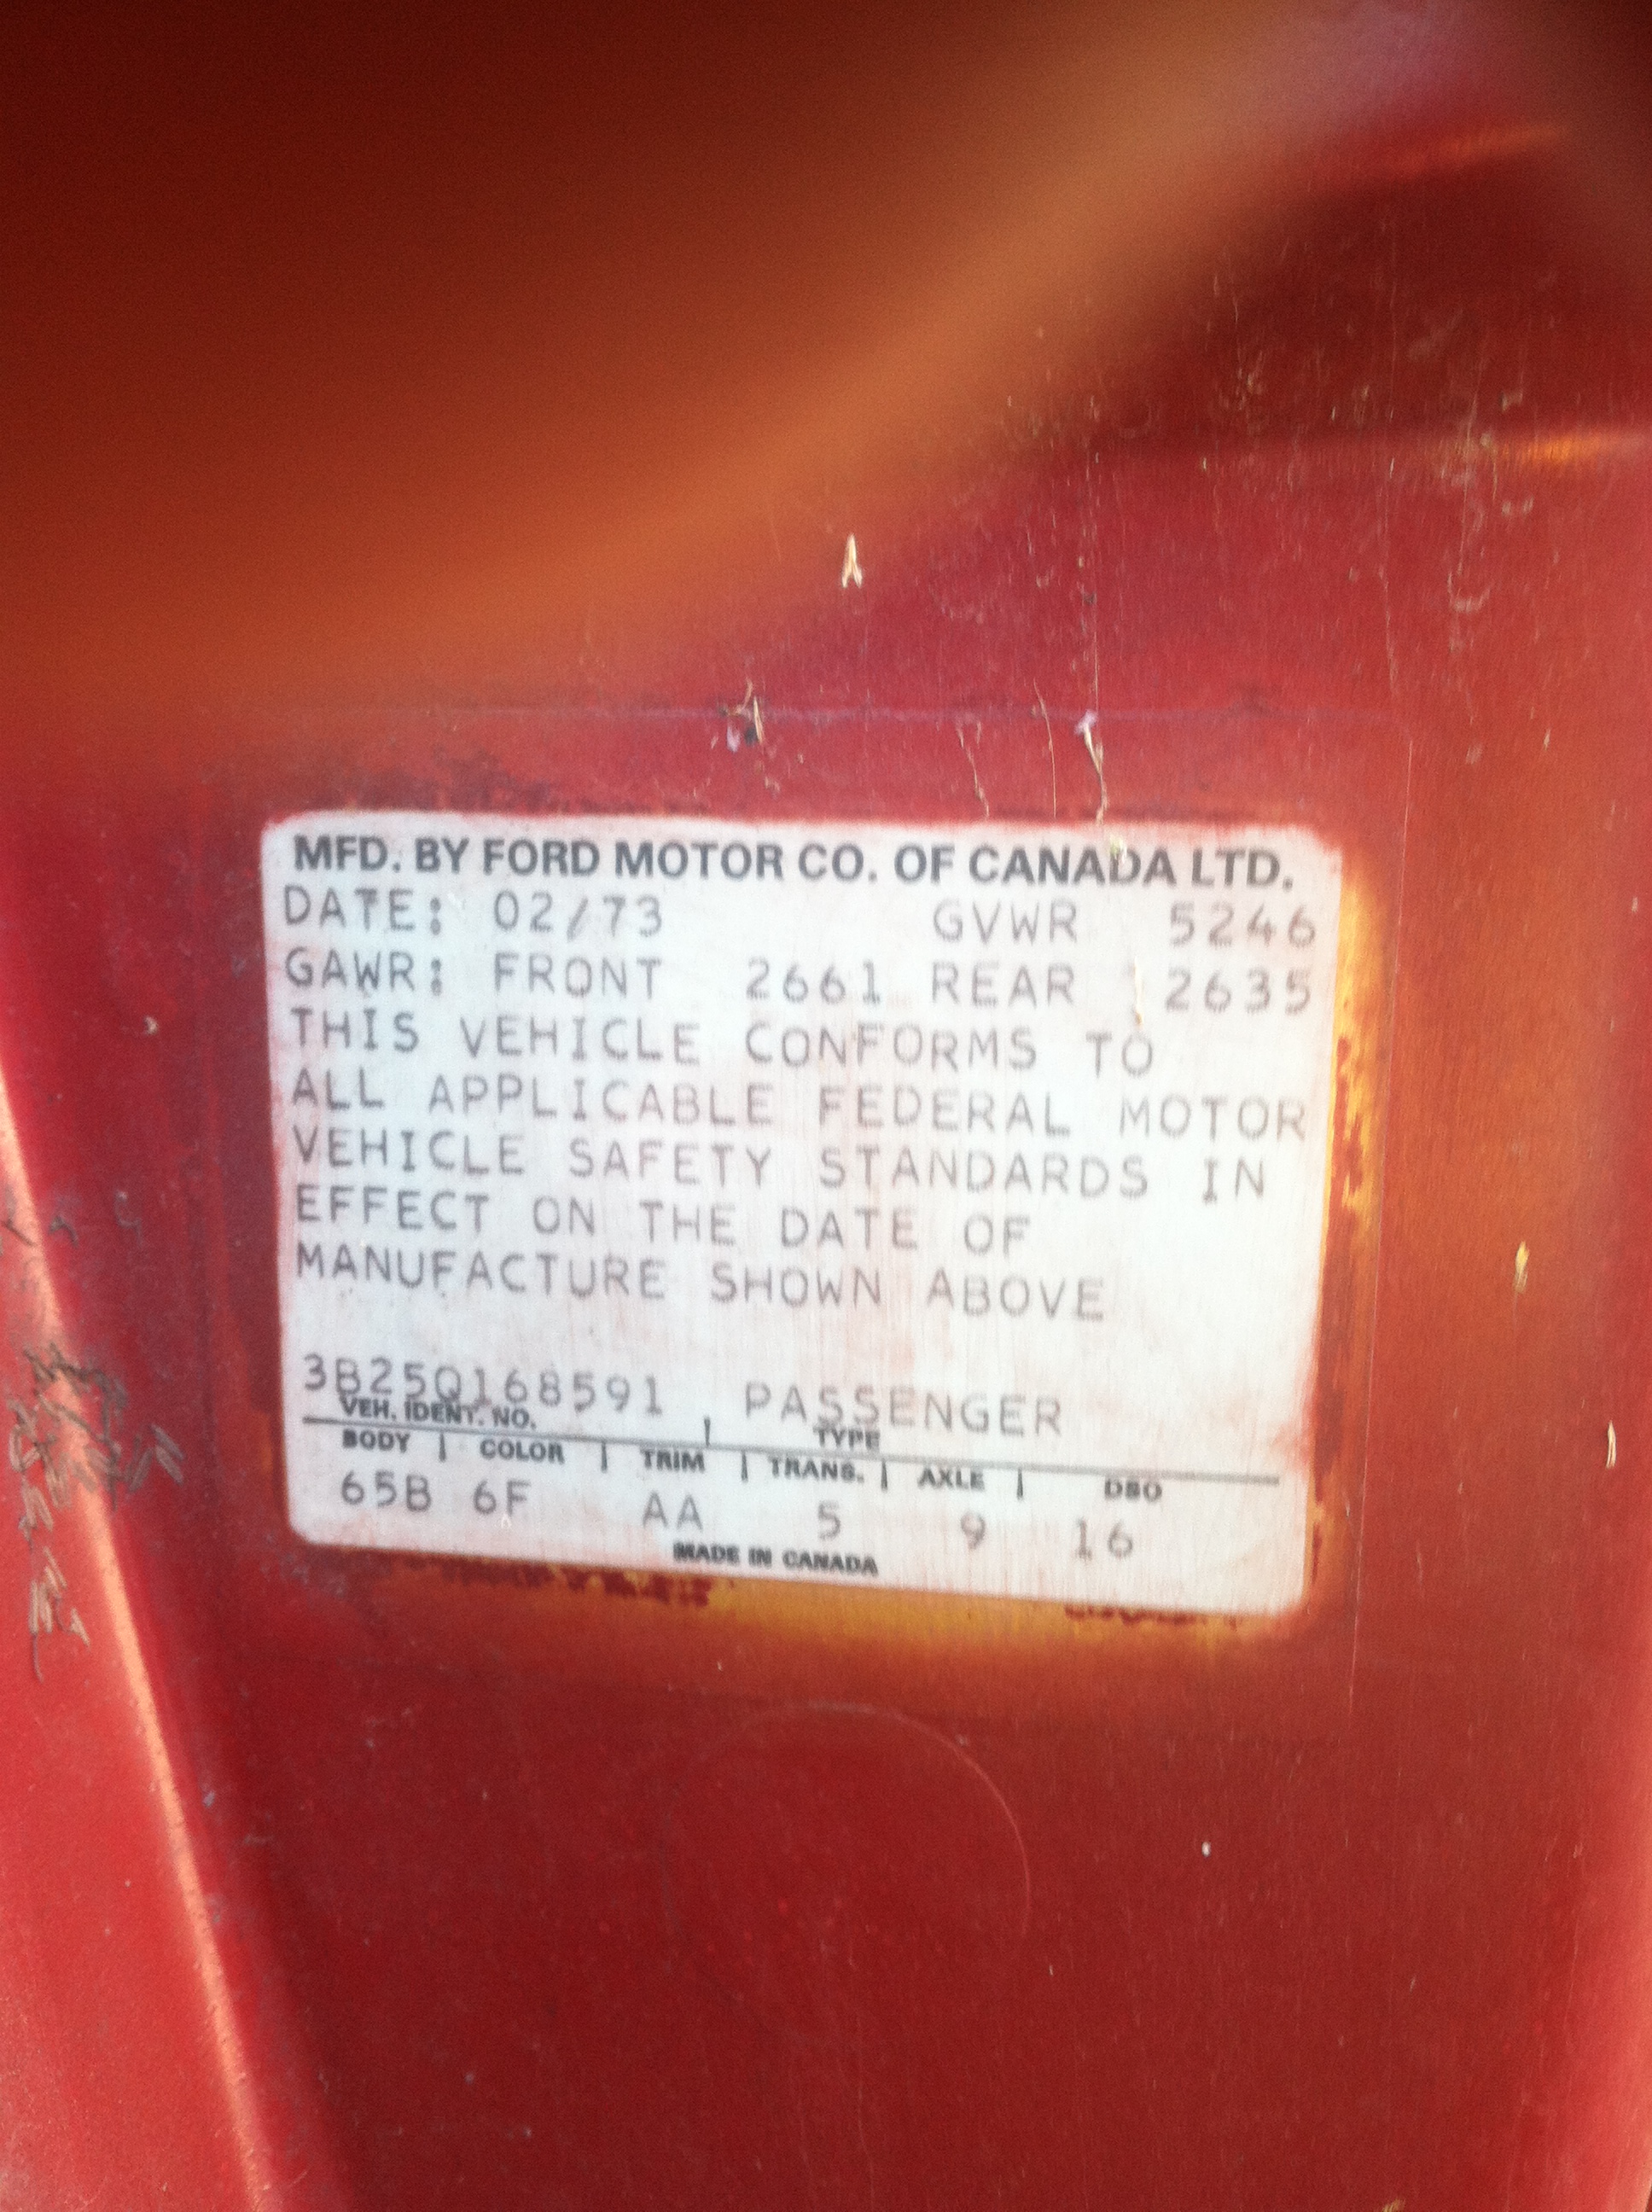 MFD. BY FORD MOTOR CO. OF CANADA LTD.
DATE: 02/73 GVWR 5246
GAWR: FRONT 2661 REAR 2635
THIS VEHICLE CONFORMS TO
ALL APPLICABLE FEDERAL MOTOR
VEHICLE SAFETY STANDARDS IN
EFFECT ON THE DATE OF
MANUFACTURE SHOWN ABOVE
3B25Q168591 PASSENGER
VEH. IDENT. NO. TYPE
BODY | COLOR | TRIM | TRANS. | AXLE | DSO
65B 6F AA 5 9 16
MADE IN CANADA